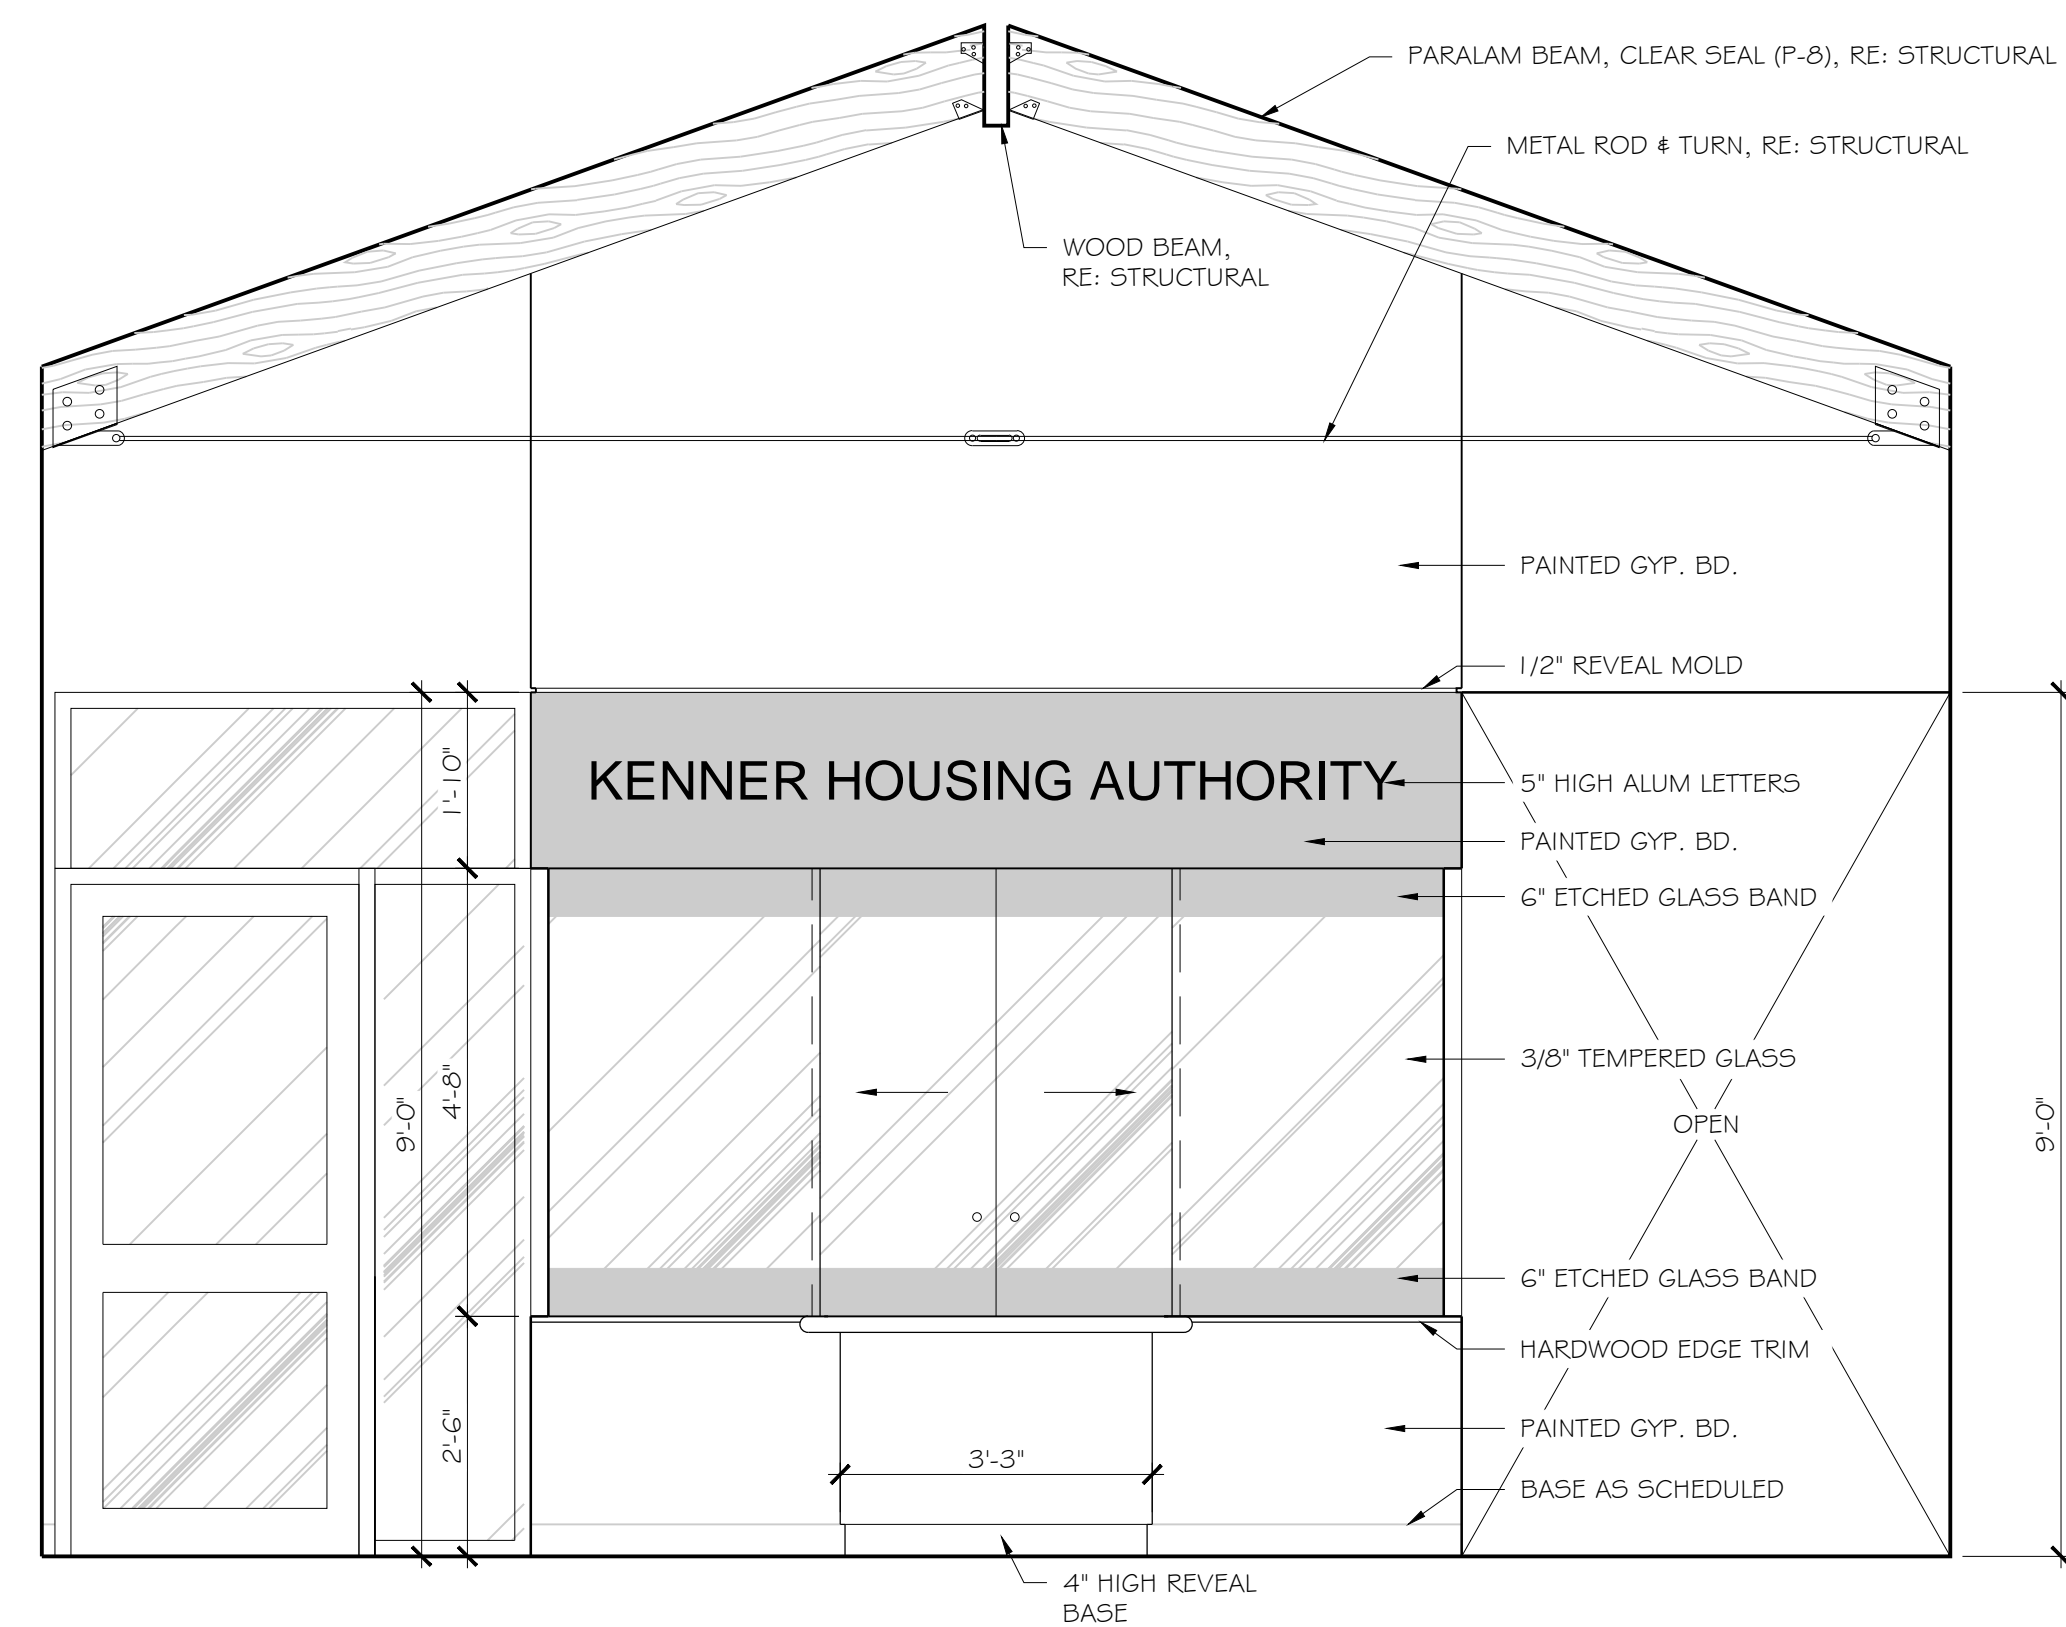 PARALAM BEAM, CLEAR SEAL (P-8), RE: STRUCTURAL
METAL ROD & TURN, RE: STRUCTURAL
WOOD BEAM,
RE: STRUCTURAL
PAINTED GYP. BD.
1/2" REVEAL MOLD
1'-10"
KENNER HOUSING AUTHORITY
5" HIGH ALUM LETTERS
PAINTED GYP. BD.
6" ETCHED GLASS BAND
3/8" TEMPERED GLASS
4'-8"
9'-0"
OPEN
9'-0"
6" ETCHED GLASS BAND
HARDWOOD EDGE TRIM
2'-6"
PAINTED GYP. BD.
3'-3"
BASE AS SCHEDULED
4" HIGH REVEAL
BASE